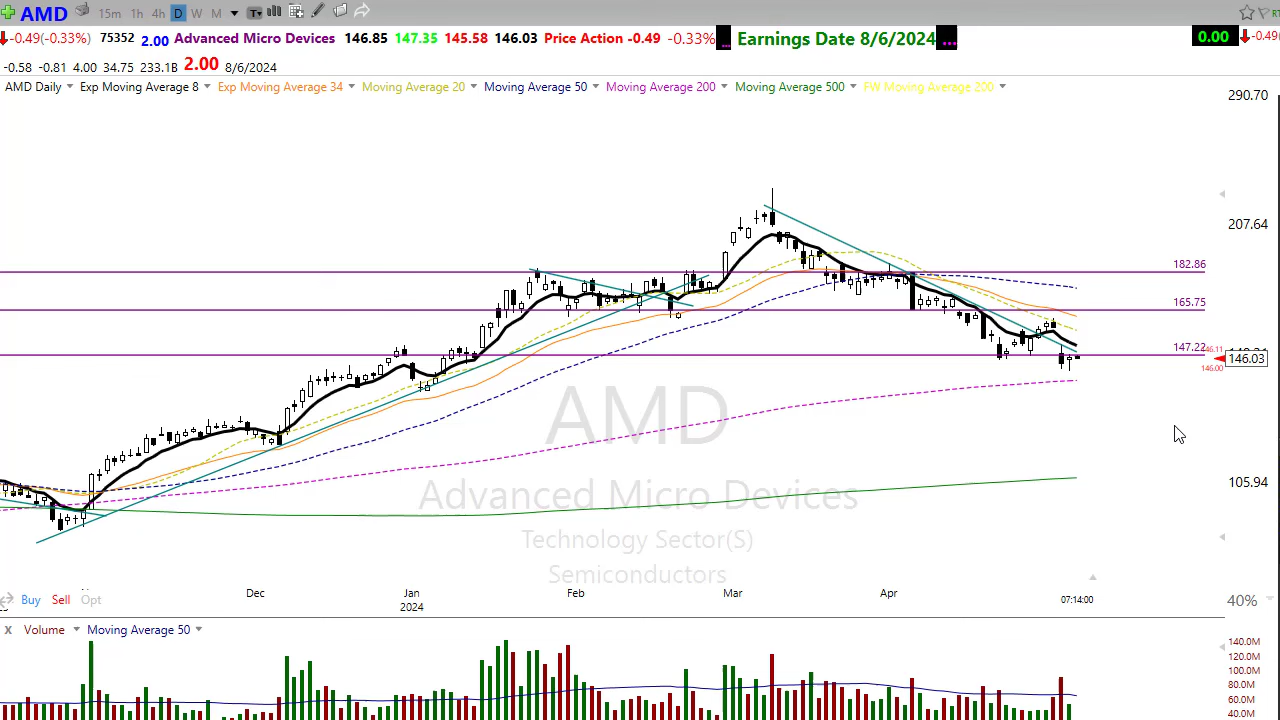 AMD 15m 1h 4h D W M T
-0.49(-0.33%) 75352 2.00 Advanced Micro Devices 146.85 147.35 145.58 146.03 Price Action -0.49 -0.33% ... Earnings Date 8/6/2024 ... 0.00 -0.49(
-0.58 -0.81 4.00 34.75 233.1B 2.00 8/6/2024
AMD Daily Exp Moving Average 8 Exp Moving Average 34 Moving Average 20 Moving Average 50 Moving Average 200 Moving Average 500 FW Moving Average 200
290.70
207.64
182.86
165.75
147.22
146.03
146.00
AMD
105.94
Advanced Micro Devices
Technology Sector(S)
Semiconductors
Dec Jan Feb Mar Apr
2024
Buy Sell Opt 07:14:00 40%
X Volume Moving Average 50
140.0M
120.0M
100.0M
80.0M
60.0M
40.0M